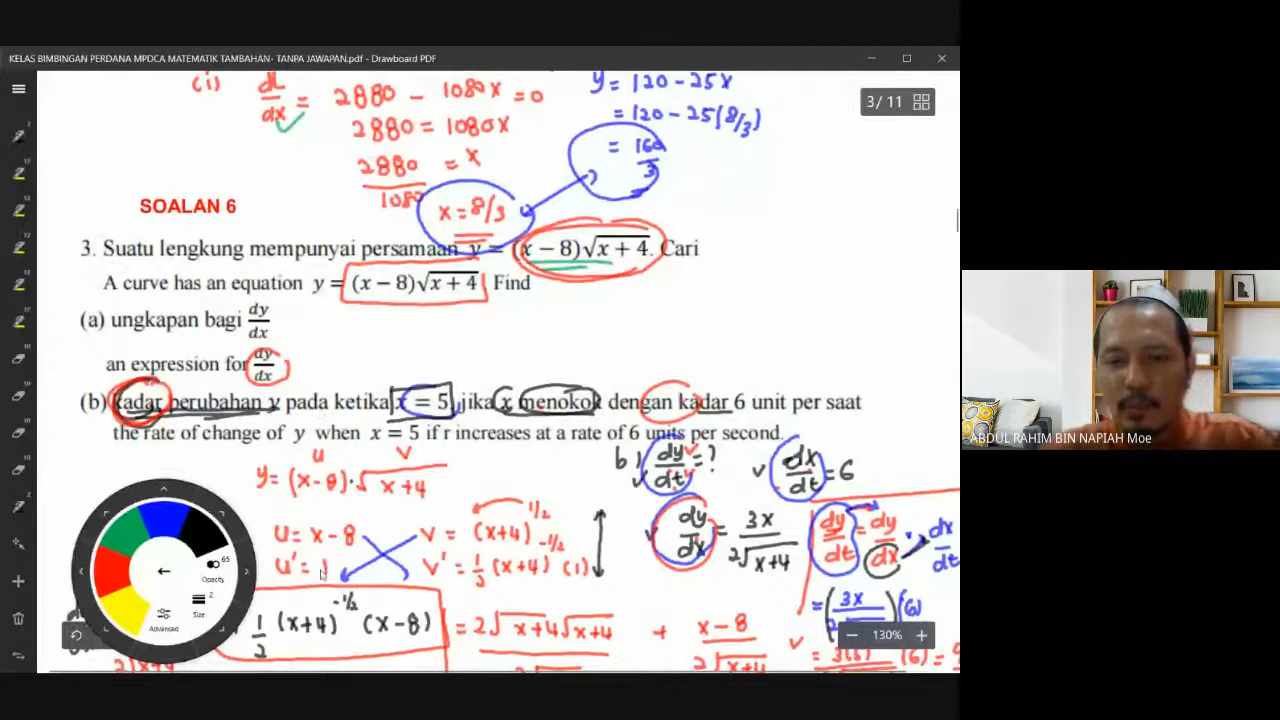 KELAS BIMBINGAN PERDANA MPDCA MATEMATIK TAMBAHAN- TANPA JAWAPAN.pdf - Drawboard PDF
3 / 11
(i) dL/dx = 2880 - 1080x = 0
2880 = 1080x
2880/1080 = x
x = 8/3
y = 120 - 25x
= 120 - 25(8/3)
= 160/3
SOALAN 6
3. Suatu lengkung mempunyai persamaan y = (x − 8)√x + 4. Cari
A curve has an equation y = (x − 8)√x + 4 Find
(a) ungkapan bagi dy/dx
an expression for dy/dx
(b) kadar perubahan y pada ketika x = 5, jika x menokok dengan kadar 6 unit per saat
the rate of change of y when x = 5 if r increases at a rate of 6 units per second.
u v
y = (x-8)·√x+4
u = x-8 v = (x+4)^1/2
u' = 1 v' = 1/2 (x+4)^-1/2 (1)
1/2 (x+4)^-1/2 (x-8) = 2√x+4√x+4 + x-8/2√x+4
b) dy/dt = ? dx/dt = 6
dy/dx = 3x/2√x+4
dy/dt = dy/dx · dx/dt
= (3x/2√ )(6)
65
Opacity
2
Size
Advanced
130%
ABDUL RAHIM BIN NAPIAH Moe